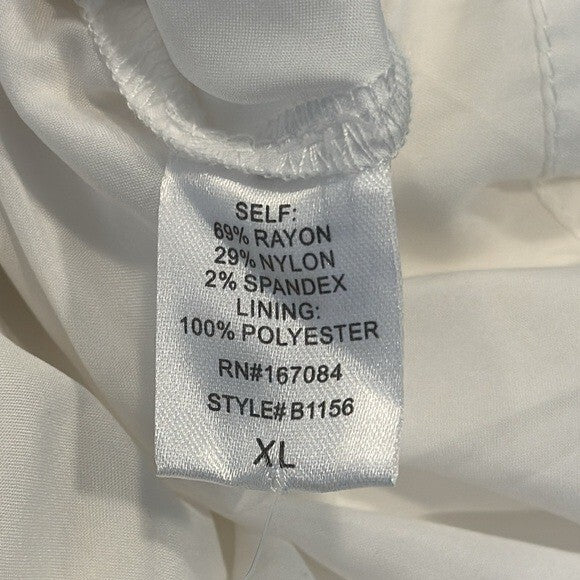 SELF:
69% RAYON
29% NYLON
2% SPANDEX
LINING:
100% POLYESTER
RN#167084
STYLE# B1156
XL